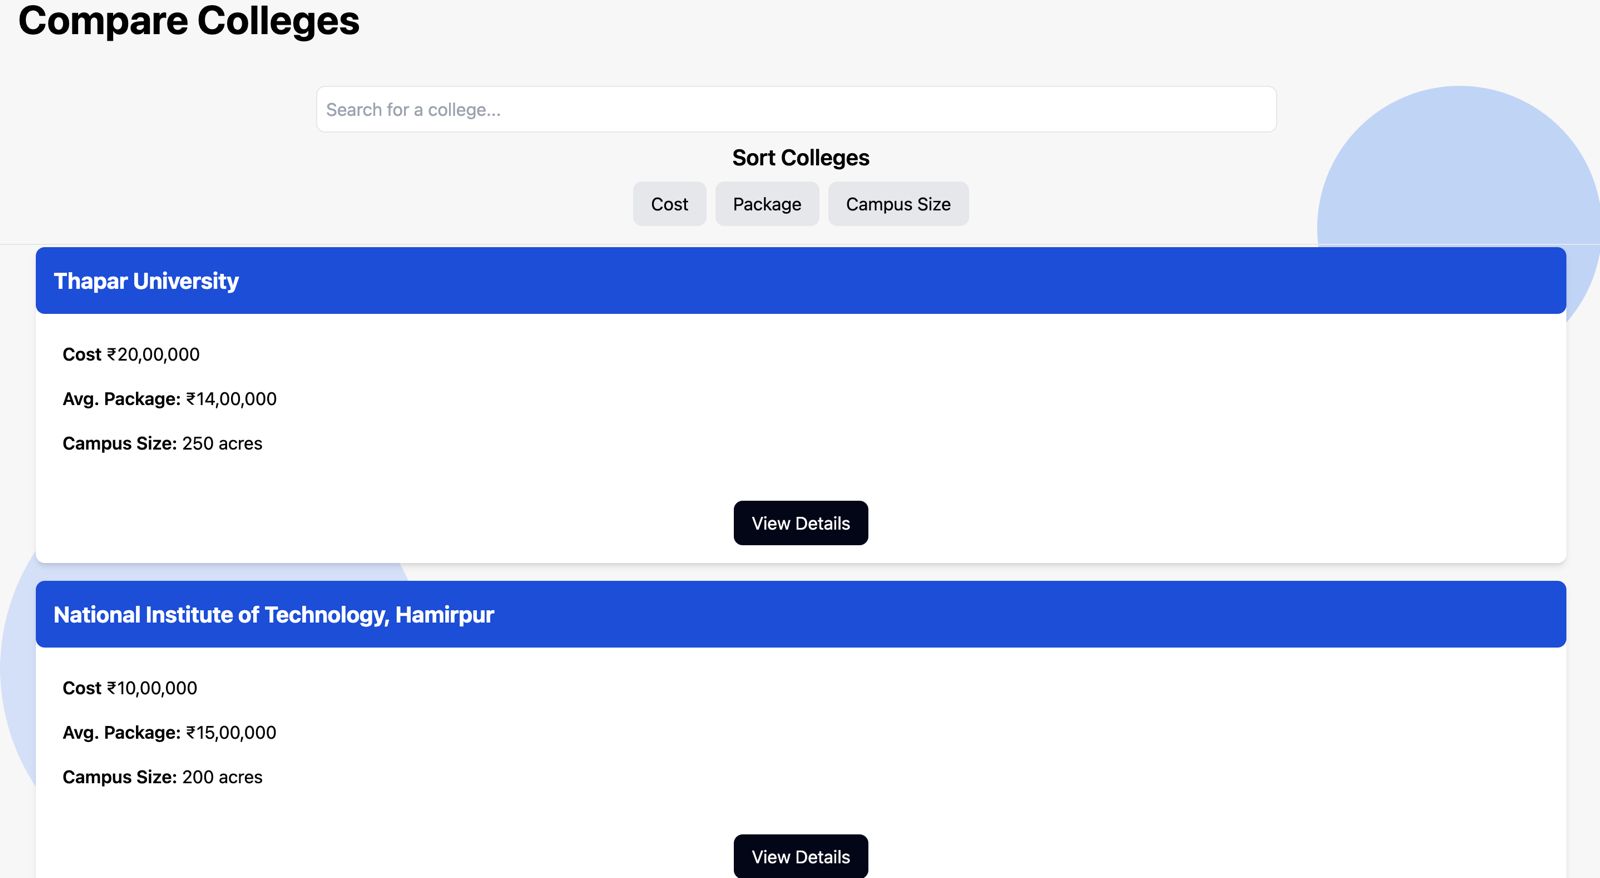 Compare Colleges
Search for a college...
Sort Colleges
Cost Package Campus Size
Thapar University
Cost ₹20,00,000
Avg. Package: ₹14,00,000
Campus Size: 250 acres
View Details
National Institute of Technology, Hamirpur
Cost ₹10,00,000
Avg. Package: ₹15,00,000
Campus Size: 200 acres
View Details